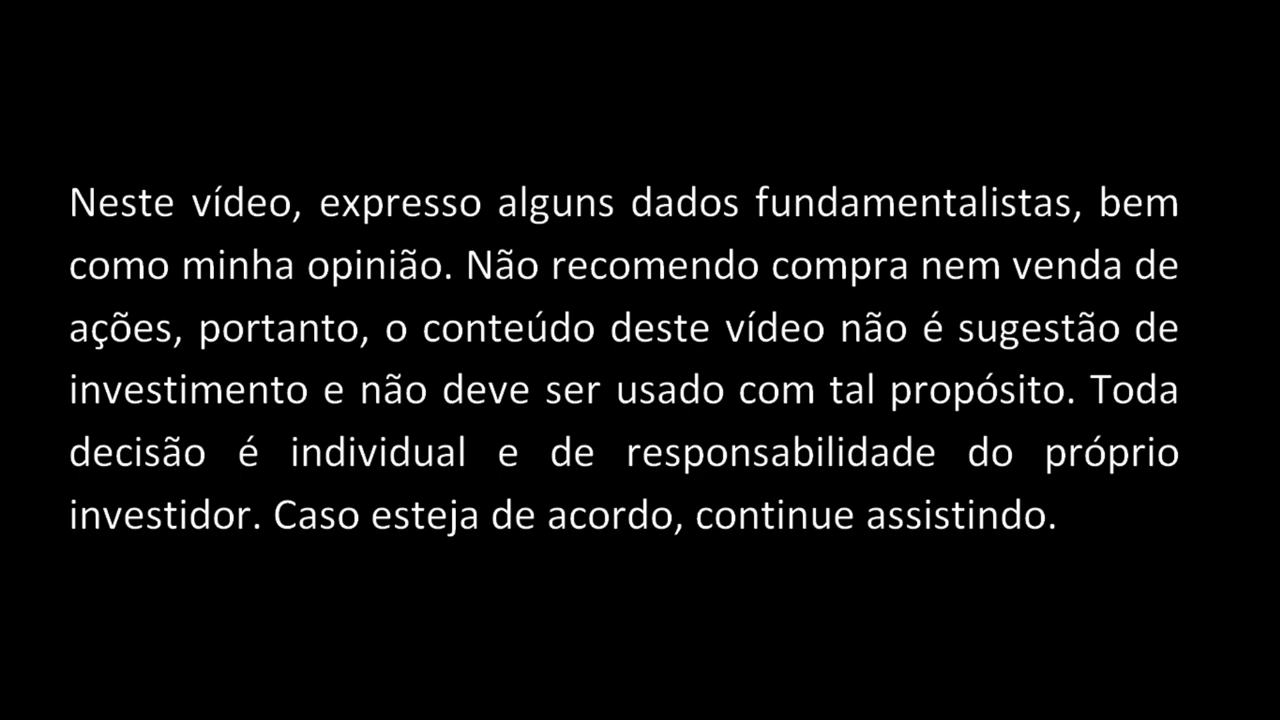 Neste vídeo, expresso alguns dados fundamentalistas, bem
como minha opinião. Não recomendo compra nem venda de
ações, portanto, o conteúdo deste vídeo não é sugestão de
investimento e não deve ser usado com tal propósito. Toda
decisão é individual e de responsabilidade do próprio
investidor. Caso esteja de acordo, continue assistindo.